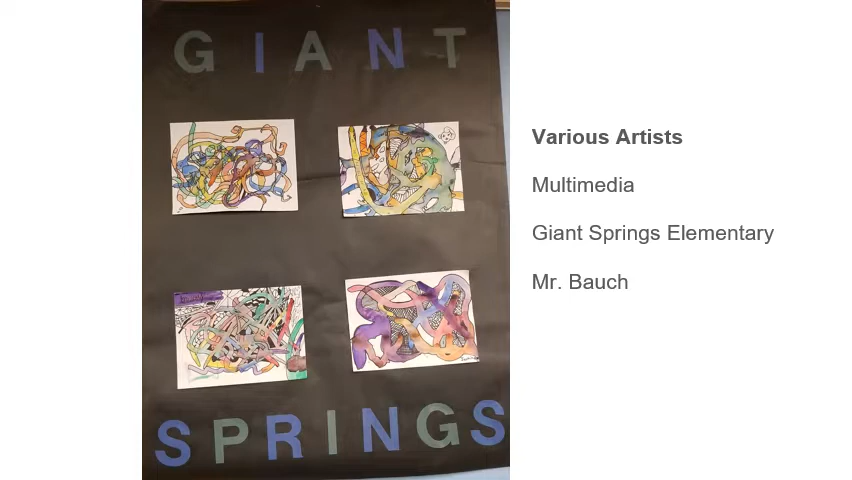 GIANT
SPRINGS
Various Artists
Multimedia
Giant Springs Elementary
Mr. Bauch